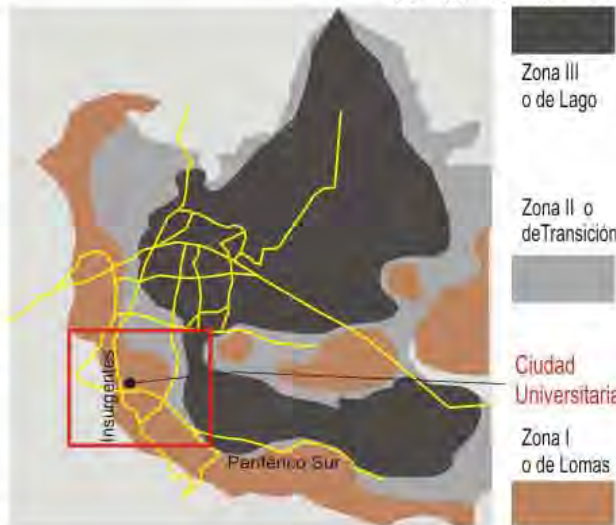 Zona III
o de Lago
Zona II o
deTransición
Ciudad
Universitaria
Zona I
o de Lomas
Insurgentes
Periférico Sur